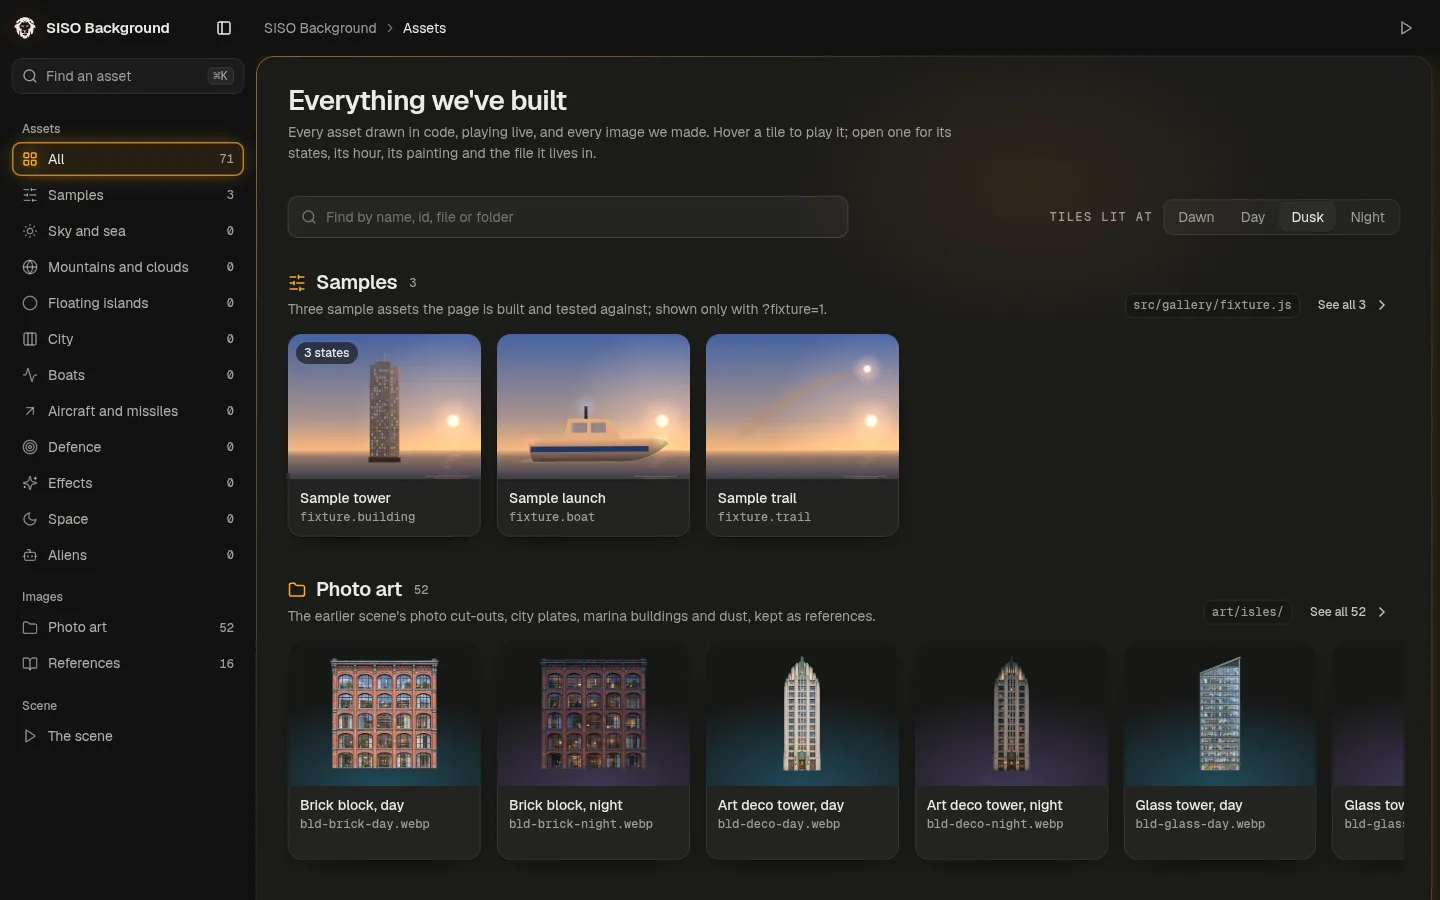 SISO Background
SISO Background > Assets
Find an asset ⌘K
Assets
All 71
Samples 3
Sky and sea 0
Mountains and clouds 0
Floating islands 0
City 0
Boats 0
Aircraft and missiles 0
Defence 0
Effects 0
Space 0
Aliens 0
Images
Photo art 52
References 16
Scene
The scene
Everything we've built
Every asset drawn in code, playing live, and every image we made. Hover a tile to play it; open one for its
states, its hour, its painting and the file it lives in.
Find by name, id, file or folder
TILES LIT AT Dawn Day Dusk Night
Samples 3
Three sample assets the page is built and tested against; shown only with ?fixture=1.
src/gallery/fixture.js See all 3
3 states
Sample tower
fixture.building
Sample launch
fixture.boat
Sample trail
fixture.trail
Photo art 52
The earlier scene's photo cut-outs, city plates, marina buildings and dust, kept as references.
art/isles/ See all 52
Brick block, day
bld-brick-day.webp
Brick block, night
bld-brick-night.webp
Art deco tower, day
bld-deco-day.webp
Art deco tower, night
bld-deco-night.webp
Glass tower, day
bld-glass-day.webp
Glass tow
bld-glass